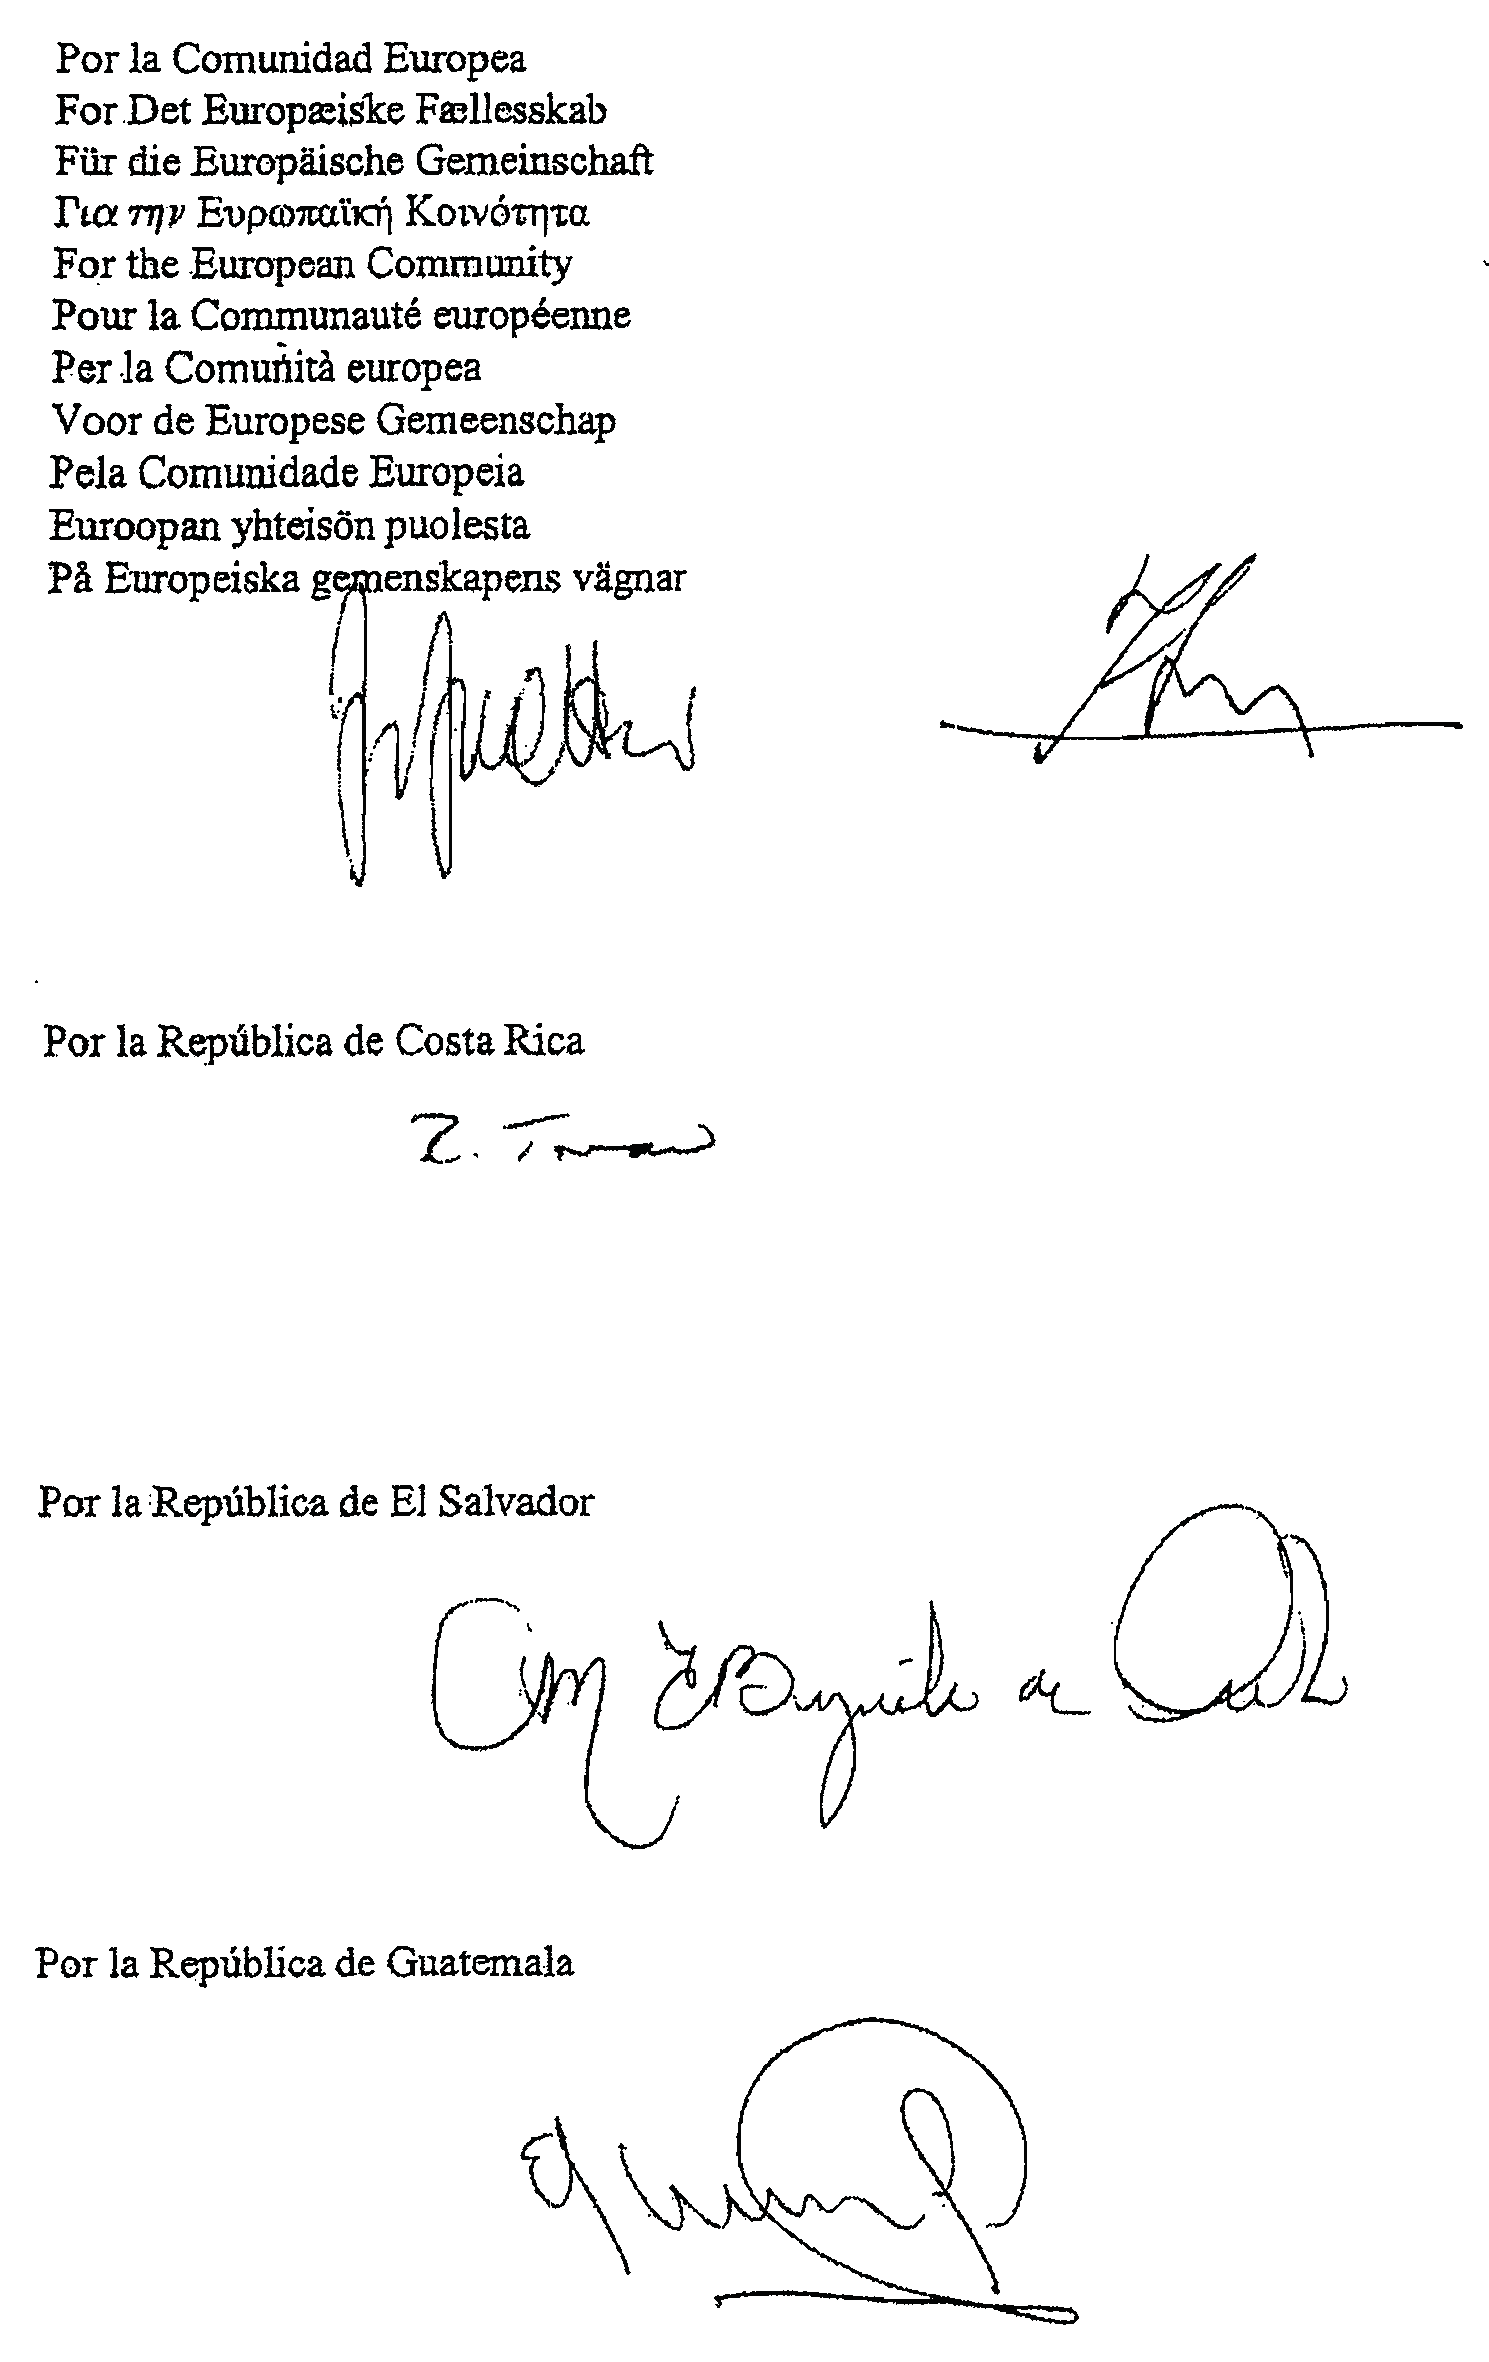 Por la Comunidad Europea
For Det Europæiske Fællesskab
Für die Europäische Gemeinschaft
Για την Ευρωπαϊκή Κοινότητα
For the European Community
Pour la Communauté européenne
Per la Comunità europea
Voor de Europese Gemeenschap
Pela Comunidade Europeia
Euroopan yhteisön puolesta
På Europeiska gemenskapens vägnar
Por la República de Costa Rica
Por la República de El Salvador
Por la República de Guatemala